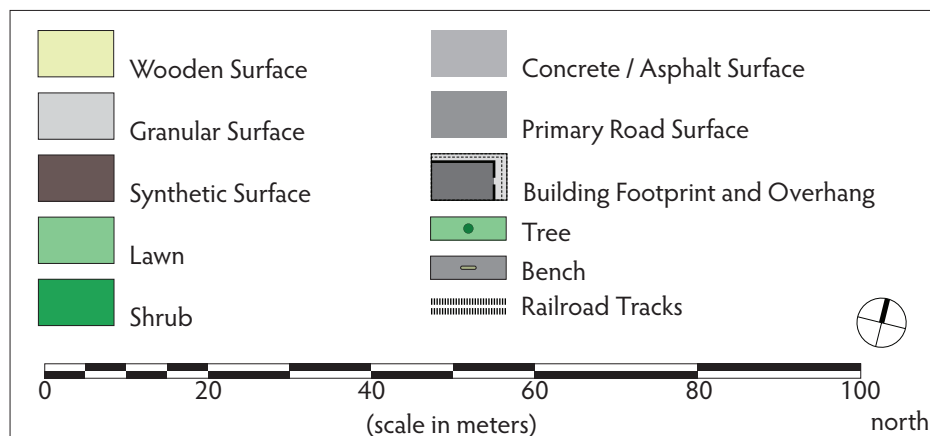 Wooden Surface
Granular Surface
Synthetic Surface
Lawn
Shrub
Concrete / Asphalt Surface
Primary Road Surface
Building Footprint and Overhang
Tree
Bench
Railroad Tracks
0 20 40 60 80 100
(scale in meters) north